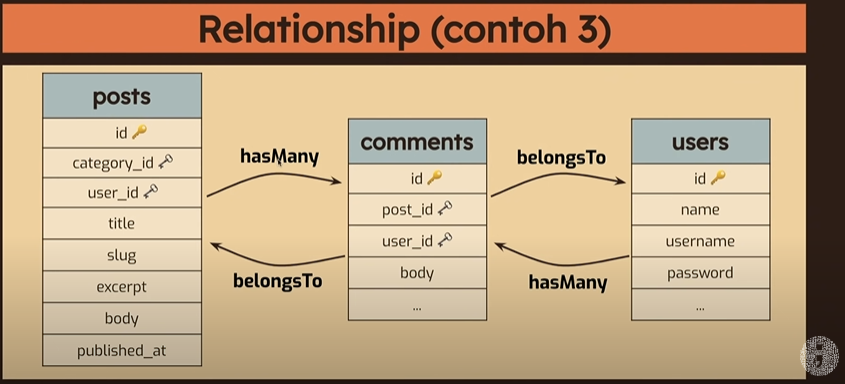 Relationship (contoh 3)
posts
id
category_id
user_id
title
slug
excerpt
body
published_at
hasMany
belongsTo
comments
id
post_id
user_id
body
...
belongsTo
hasMany
users
id
name
username
password
...